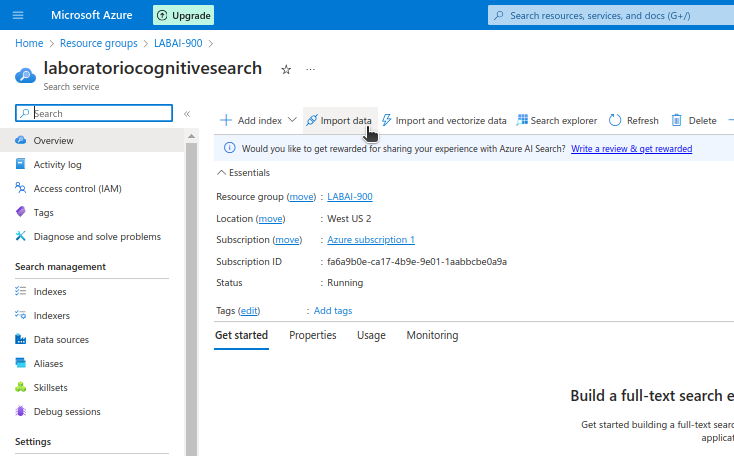 Microsoft Azure
Upgrade
Search resources, services, and docs (G+/)
Home > Resource groups > LABAI-900 >
laboratoriocognitivesearch
Search service
Search
Overview
Activity log
Access control (IAM)
Tags
Diagnose and solve problems
Search management
Indexes
Indexers
Data sources
Aliases
Skillsets
Debug sessions
Settings
Add index Import data Import and vectorize data Search explorer Refresh Delete
Would you like to get rewarded for sharing your experience with Azure AI Search? Write a review & get rewarded
Essentials
Resource group (move) : LABAI-900
Location (move) : West US 2
Subscription (move) : Azure subscription 1
Subscription ID : fa6a9b0e-ca17-4b9e-9e01-1aabbcbe0a9a
Status : Running
Tags (edit) : Add tags
Get started Properties Usage Monitoring
Build a full-text search e
Get started building a full-text sear
applicat